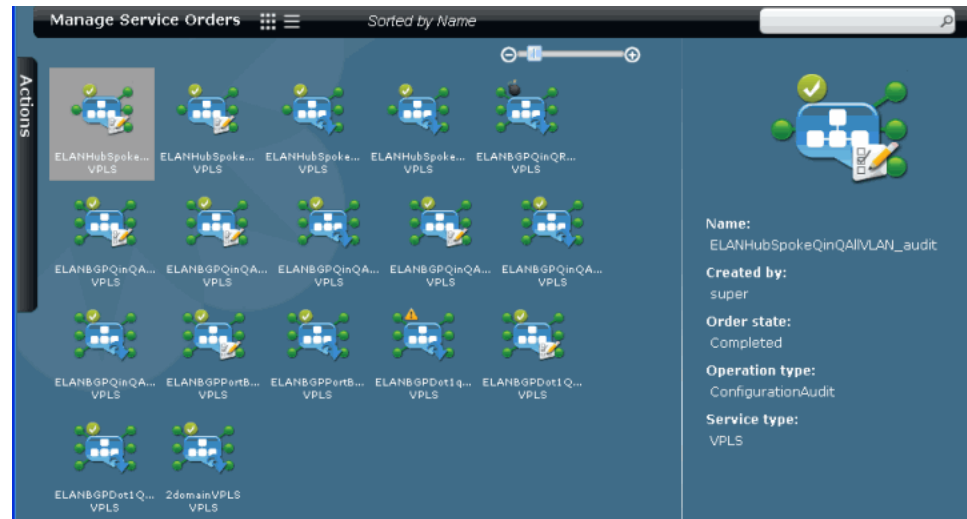 Manage Service Orders
Sorted by Name
Actions
ELANHubSpoke... ELANHubSpoke... ELANHubSpoke... ELANHubSpoke... ELANBGPQinQR...
VPLS VPLS VPLS VPLS VPLS
ELANBGPQinQA... ELANBGPQinQA... ELANBGPQinQA... ELANBGPQinQA... ELANBGPQinQA...
VPLS VPLS VPLS VPLS VPLS
ELANBGPQinQA... ELANBGPPortB... ELANBGPPortB... ELANBGPDot1q... ELANBGPDot1Q...
VPLS VPLS VPLS VPLS VPLS
ELANBGPDot1Q... 2domainVPLS
VPLS VPLS
Name:
ELANHubSpokeQinQAllVLAN_audit
Created by:
super
Order state:
Completed
Operation type:
ConfigurationAudit
Service type:
VPLS